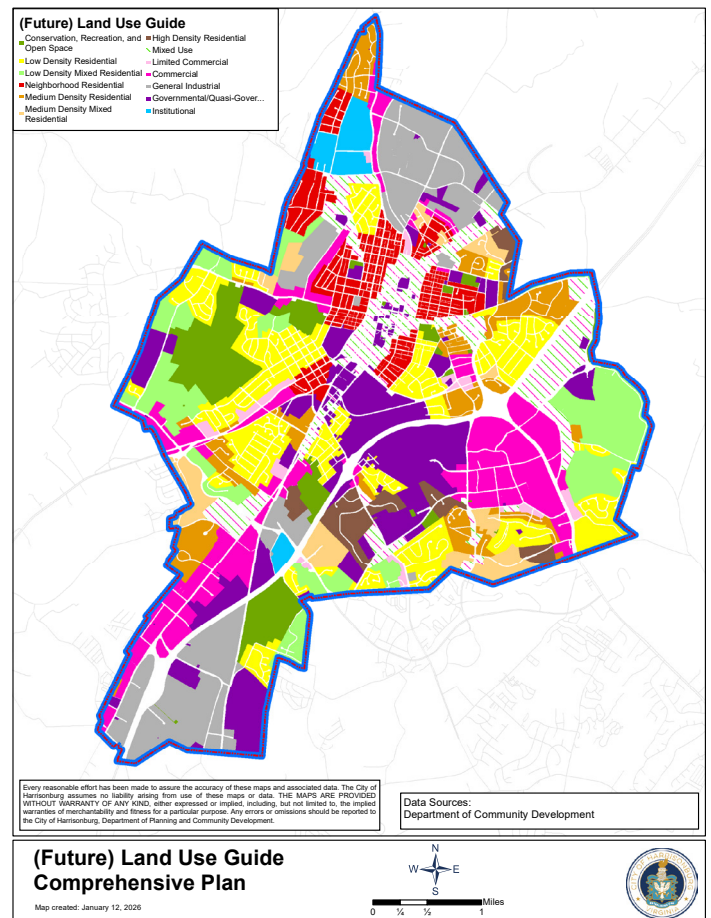 (Future) Land Use Guide
Conservation, Recreation, and
Open Space
Low Density Residential
Low Density Mixed Residential
Neighborhood Residential
Medium Density Residential
Medium Density Mixed
Residential
High Density Residential
Mixed Use
Limited Commercial
Commercial
General Industrial
Governmental/Quasi-Gover...
Institutional
Every reasonable effort has been made to assure the accuracy of these maps and associated data. The City of
Harrisonburg assumes no liability arising from use of these maps or data. THE MAPS ARE PROVIDED
WITHOUT WARRANTY OF ANY KIND, either expressed or implied, including, but not limited to, the implied
warranties of merchantability and fitness for a particular purpose. Any errors or omissions should be reported to
the City of Harrisonburg, Department of Planning and Community Development.
Data Sources:
Department of Community Development
(Future) Land Use Guide
Comprehensive Plan
Map created: January 12, 2026
N
W E
S
Miles
0 ¼ ½ 1
CITY OF HARRISONBURG
VIRGINIA